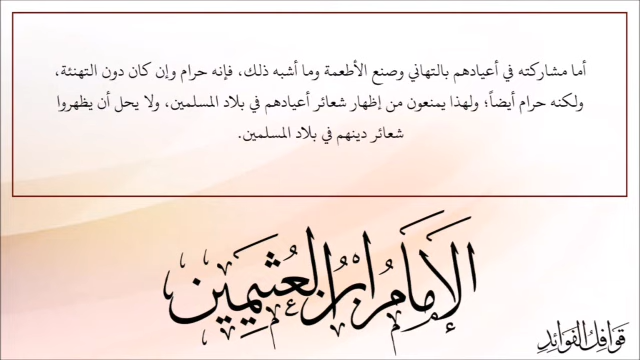 أما مشاركته في أعيادهم بالتهاني وصنع الأطعمة وما أشبه ذلك، فإنه حرام وإن كان دون التهنئة،
ولكنه حرام أيضاً؛ ولهذا يمنعون من إظهار شعائر أعيادهم في بلاد المسلمين، ولا يحل أن يظهروا
شعائر دينهم في بلاد المسلمين.
الإمام ابن العثيمين
قوافل الفوائد